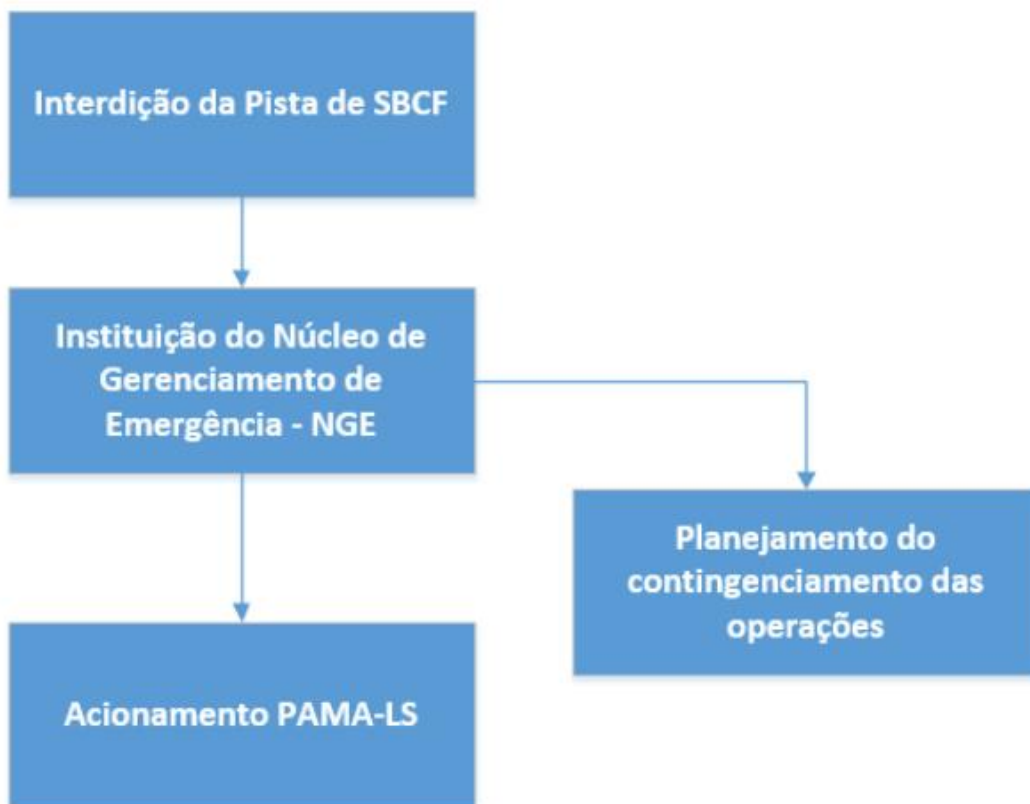 Interdição da Pista de SBCF
Instituição do Núcleo de
Gerenciamento de
Emergência - NGE
Planejamento do
contingenciamento das
operações
Acionamento PAMA-LS